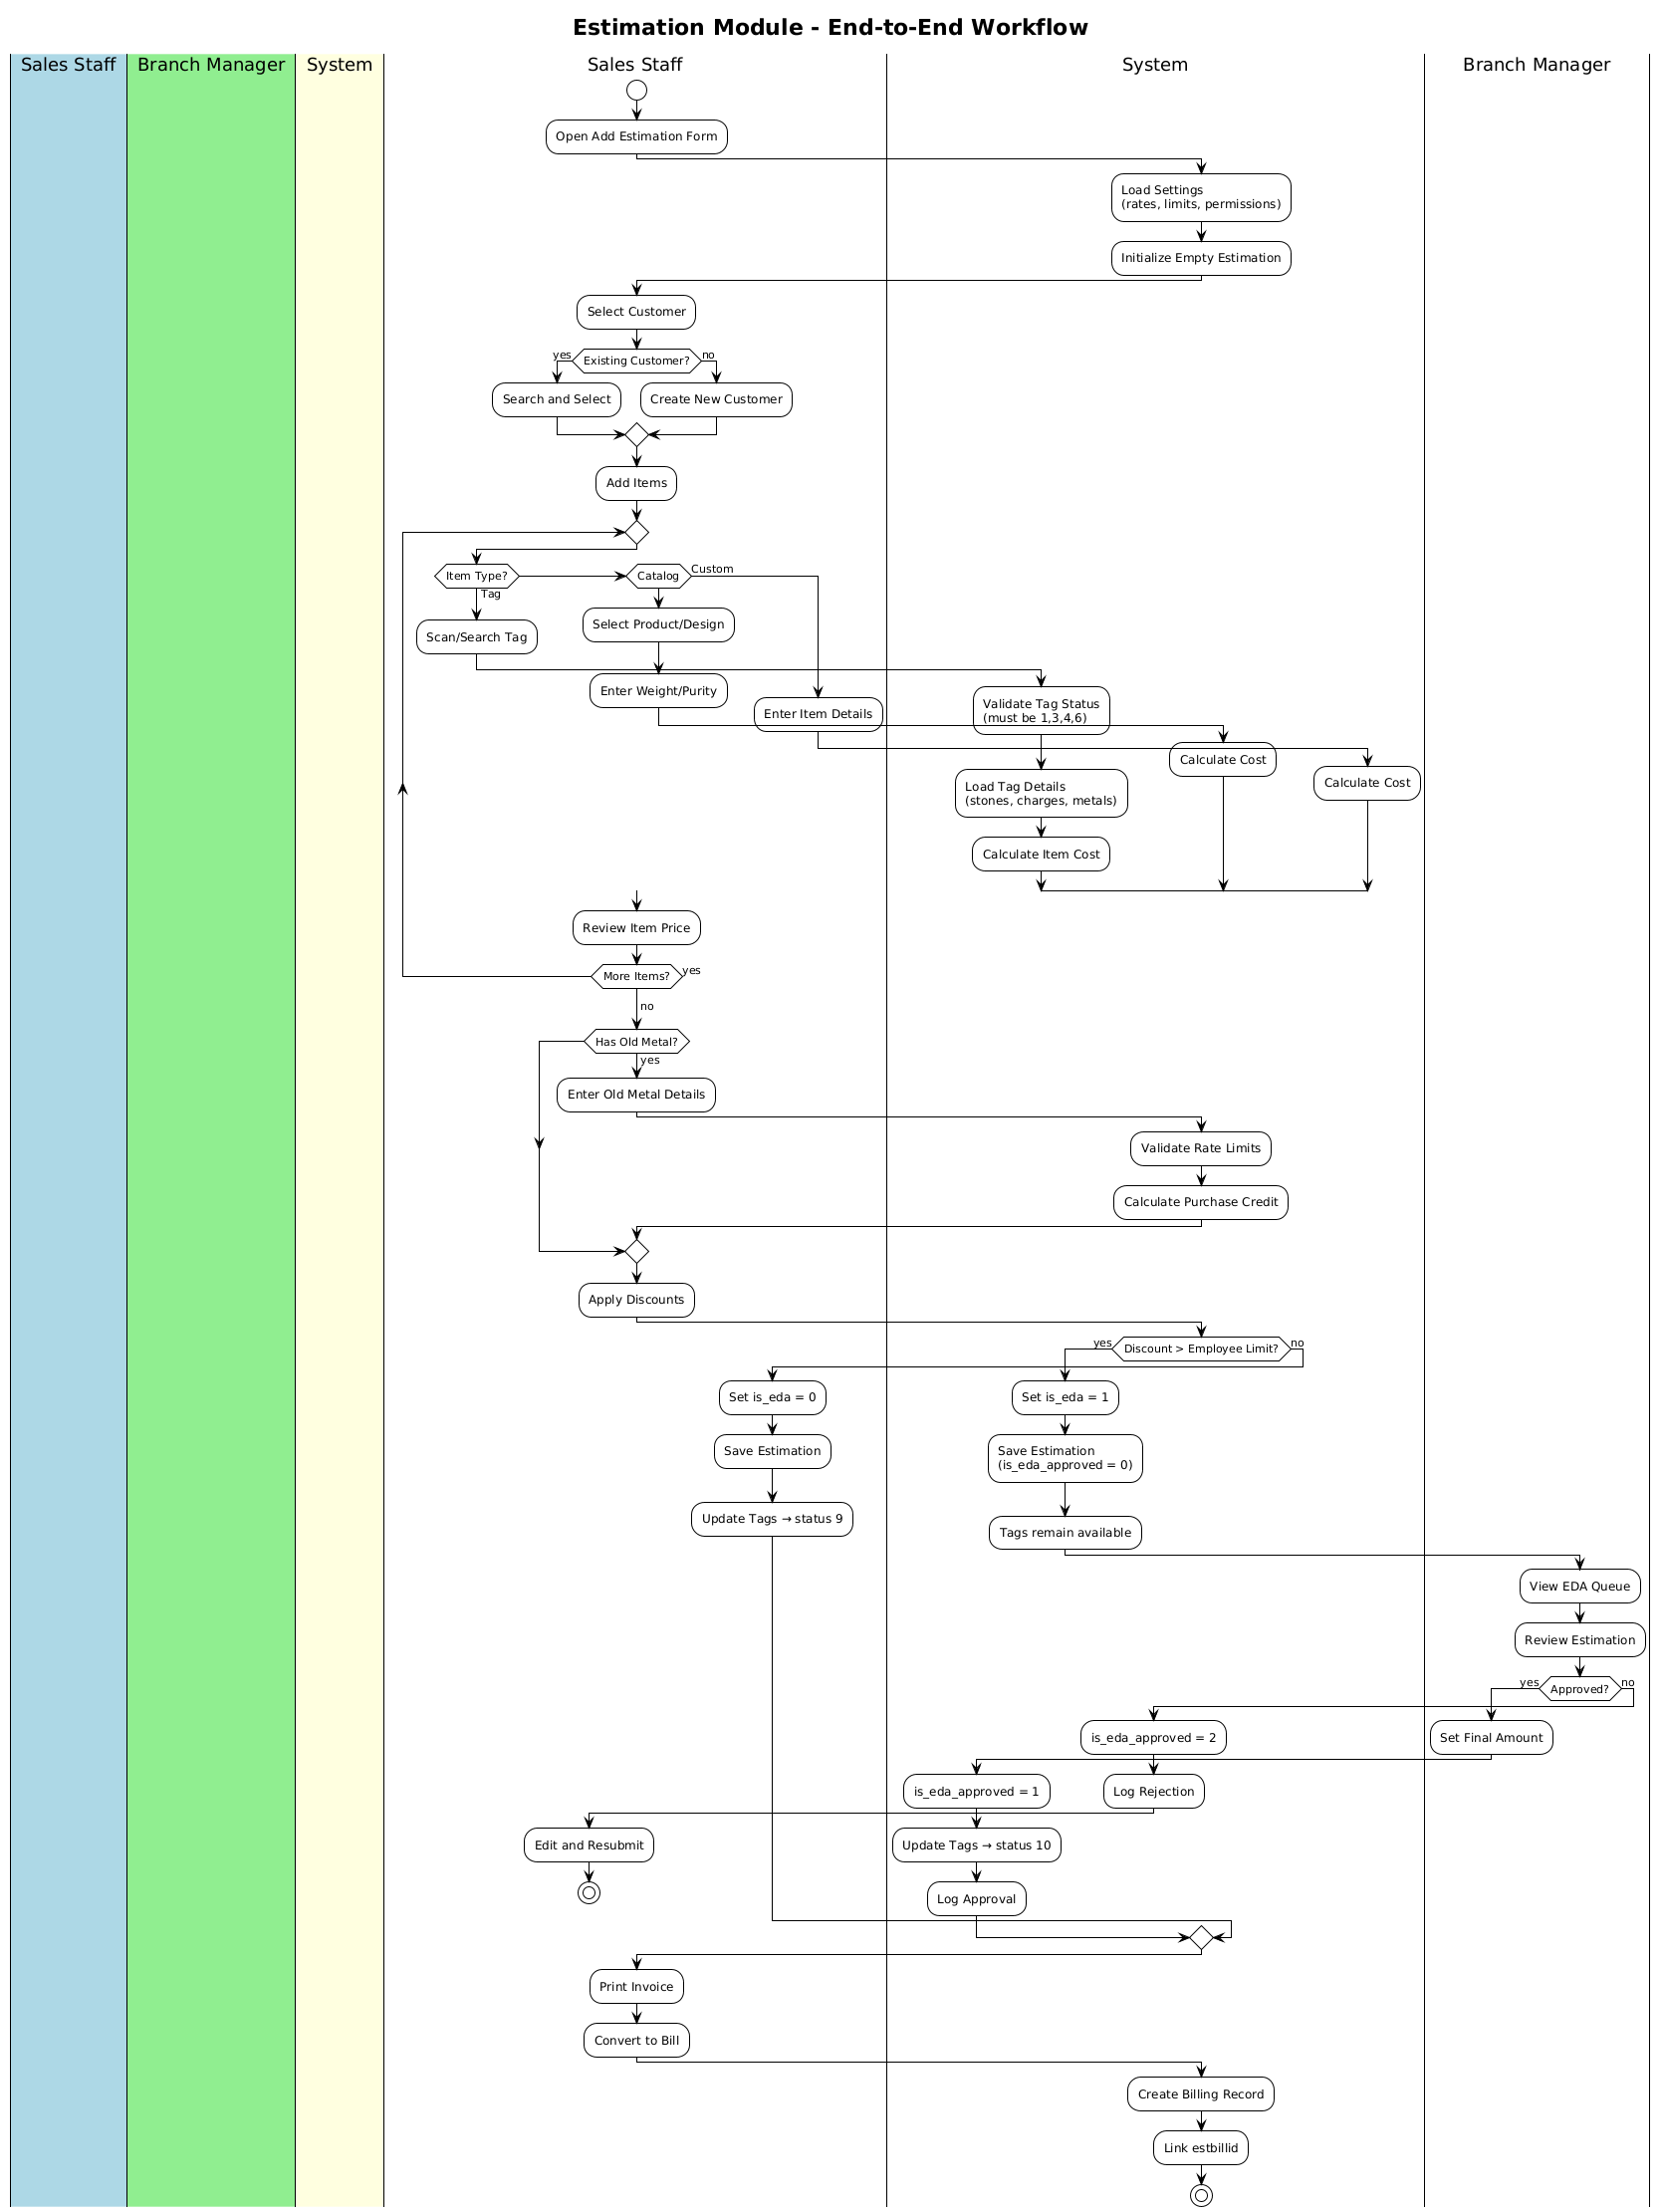 Estimation Module - End-to-End Workflow
Sales Staff
Branch Manager
System
Sales Staff
System
Branch Manager
Open Add Estimation Form
Load Settings
(rates, limits, permissions)
Initialize Empty Estimation
Select Customer
yes
Existing Customer?
no
Search and Select
Create New Customer
Add Items
Item Type?
Tag
Catalog
Custom
Scan/Search Tag
Select Product/Design
Enter Weight/Purity
Enter Item Details
Validate Tag Status
(must be 1,3,4,6)
Calculate Cost
Calculate Cost
Load Tag Details
(stones, charges, metals)
Calculate Item Cost
Review Item Price
More Items?
yes
no
Has Old Metal?
yes
Enter Old Metal Details
Validate Rate Limits
Calculate Purchase Credit
Apply Discounts
yes
Discount > Employee Limit?
no
Set is_eda = 0
Set is_eda = 1
Save Estimation
Save Estimation
(is_eda_approved = 0)
Update Tags → status 9
Tags remain available
View EDA Queue
Review Estimation
yes
Approved?
no
is_eda_approved = 2
Set Final Amount
is_eda_approved = 1
Log Rejection
Edit and Resubmit
Update Tags → status 10
Log Approval
Print Invoice
Convert to Bill
Create Billing Record
Link estbillid